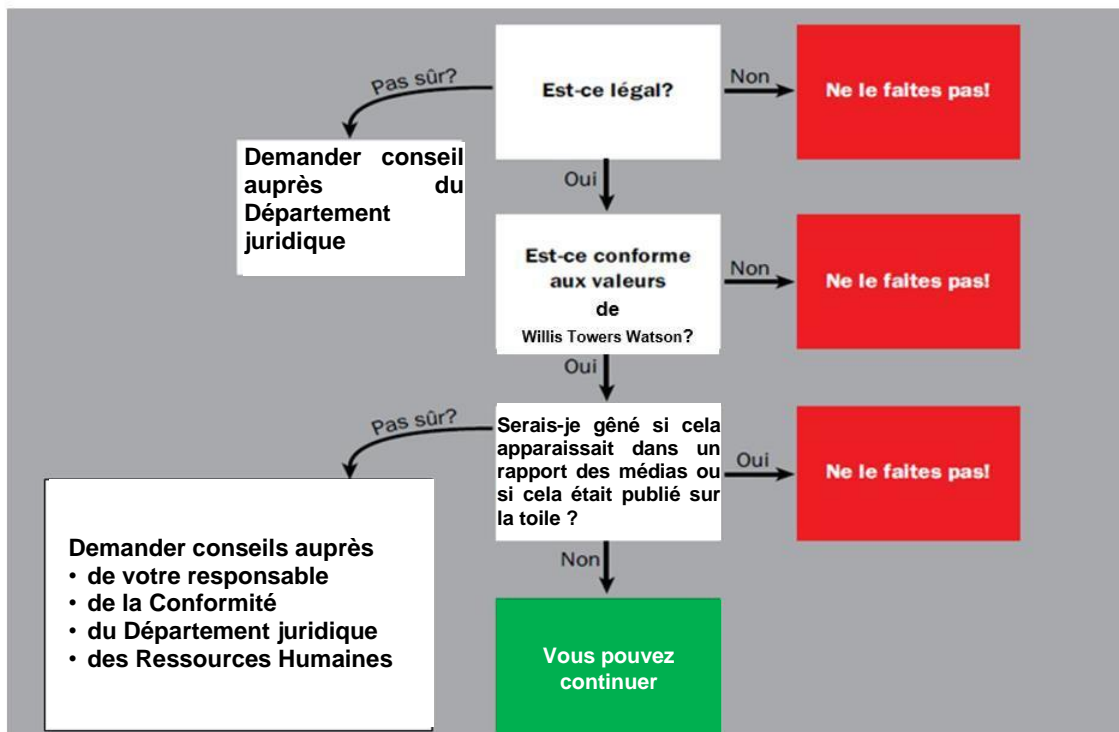 Pas sûr?
Est-ce légal?
Non
Ne le faites pas!
Demander conseil
auprès du
Département
juridique
Oui
Est-ce conforme
aux valeurs
de
Willis Towers Watson?
Non
Ne le faites pas!
Oui
Pas sûr?
Serais-je gêné si cela
apparaissait dans un
rapport des médias ou
si cela était publié sur
la toile ?
Oui
Ne le faites pas!
Demander conseils auprès
• de votre responsable
• de la Conformité
• du Département juridique
• des Ressources Humaines
Non
Vous pouvez
continuer